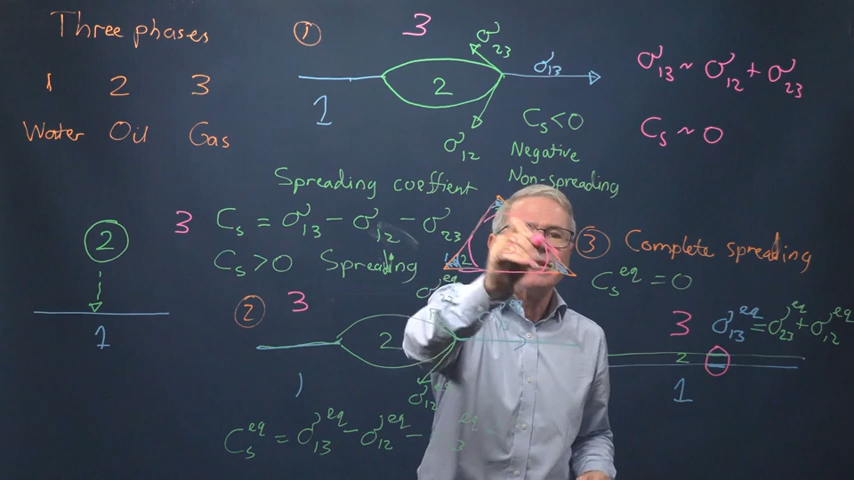 Three phases
1 2 3
Water Oil Gas
① 3
σ23
σ13
2
1
σ12
Cs<0
Negative
Non-spreading
σ13 ~ σ12 + σ23
Cs ~ 0
Spreading coeffient
2
3
1
Cs = σ13 - σ12 - σ23
Cs>0 Spreading
2
② 3
2
1
σ12
Cs^eq = σ13^eq - σ12^eq -
③ Complete spreading
Cs^eq = 0
3
σ13^eq = σ23^eq + σ12^eq
2
1